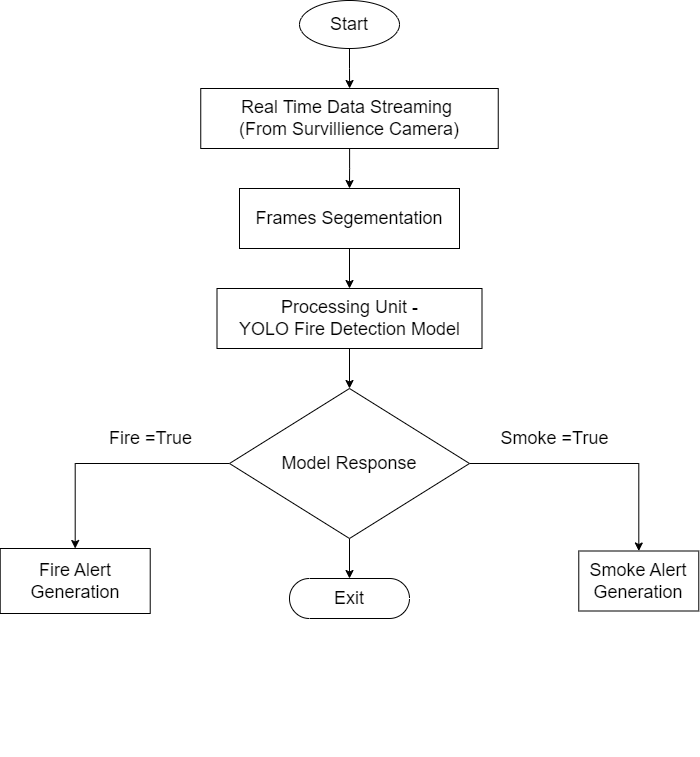 Start
Real Time Data Streaming
(From Survillience Camera)
Frames Segementation
Processing Unit -
YOLO Fire Detection Model
Fire =True
Smoke =True
Model Response
Fire Alert
Generation
Smoke Alert
Generation
Exit